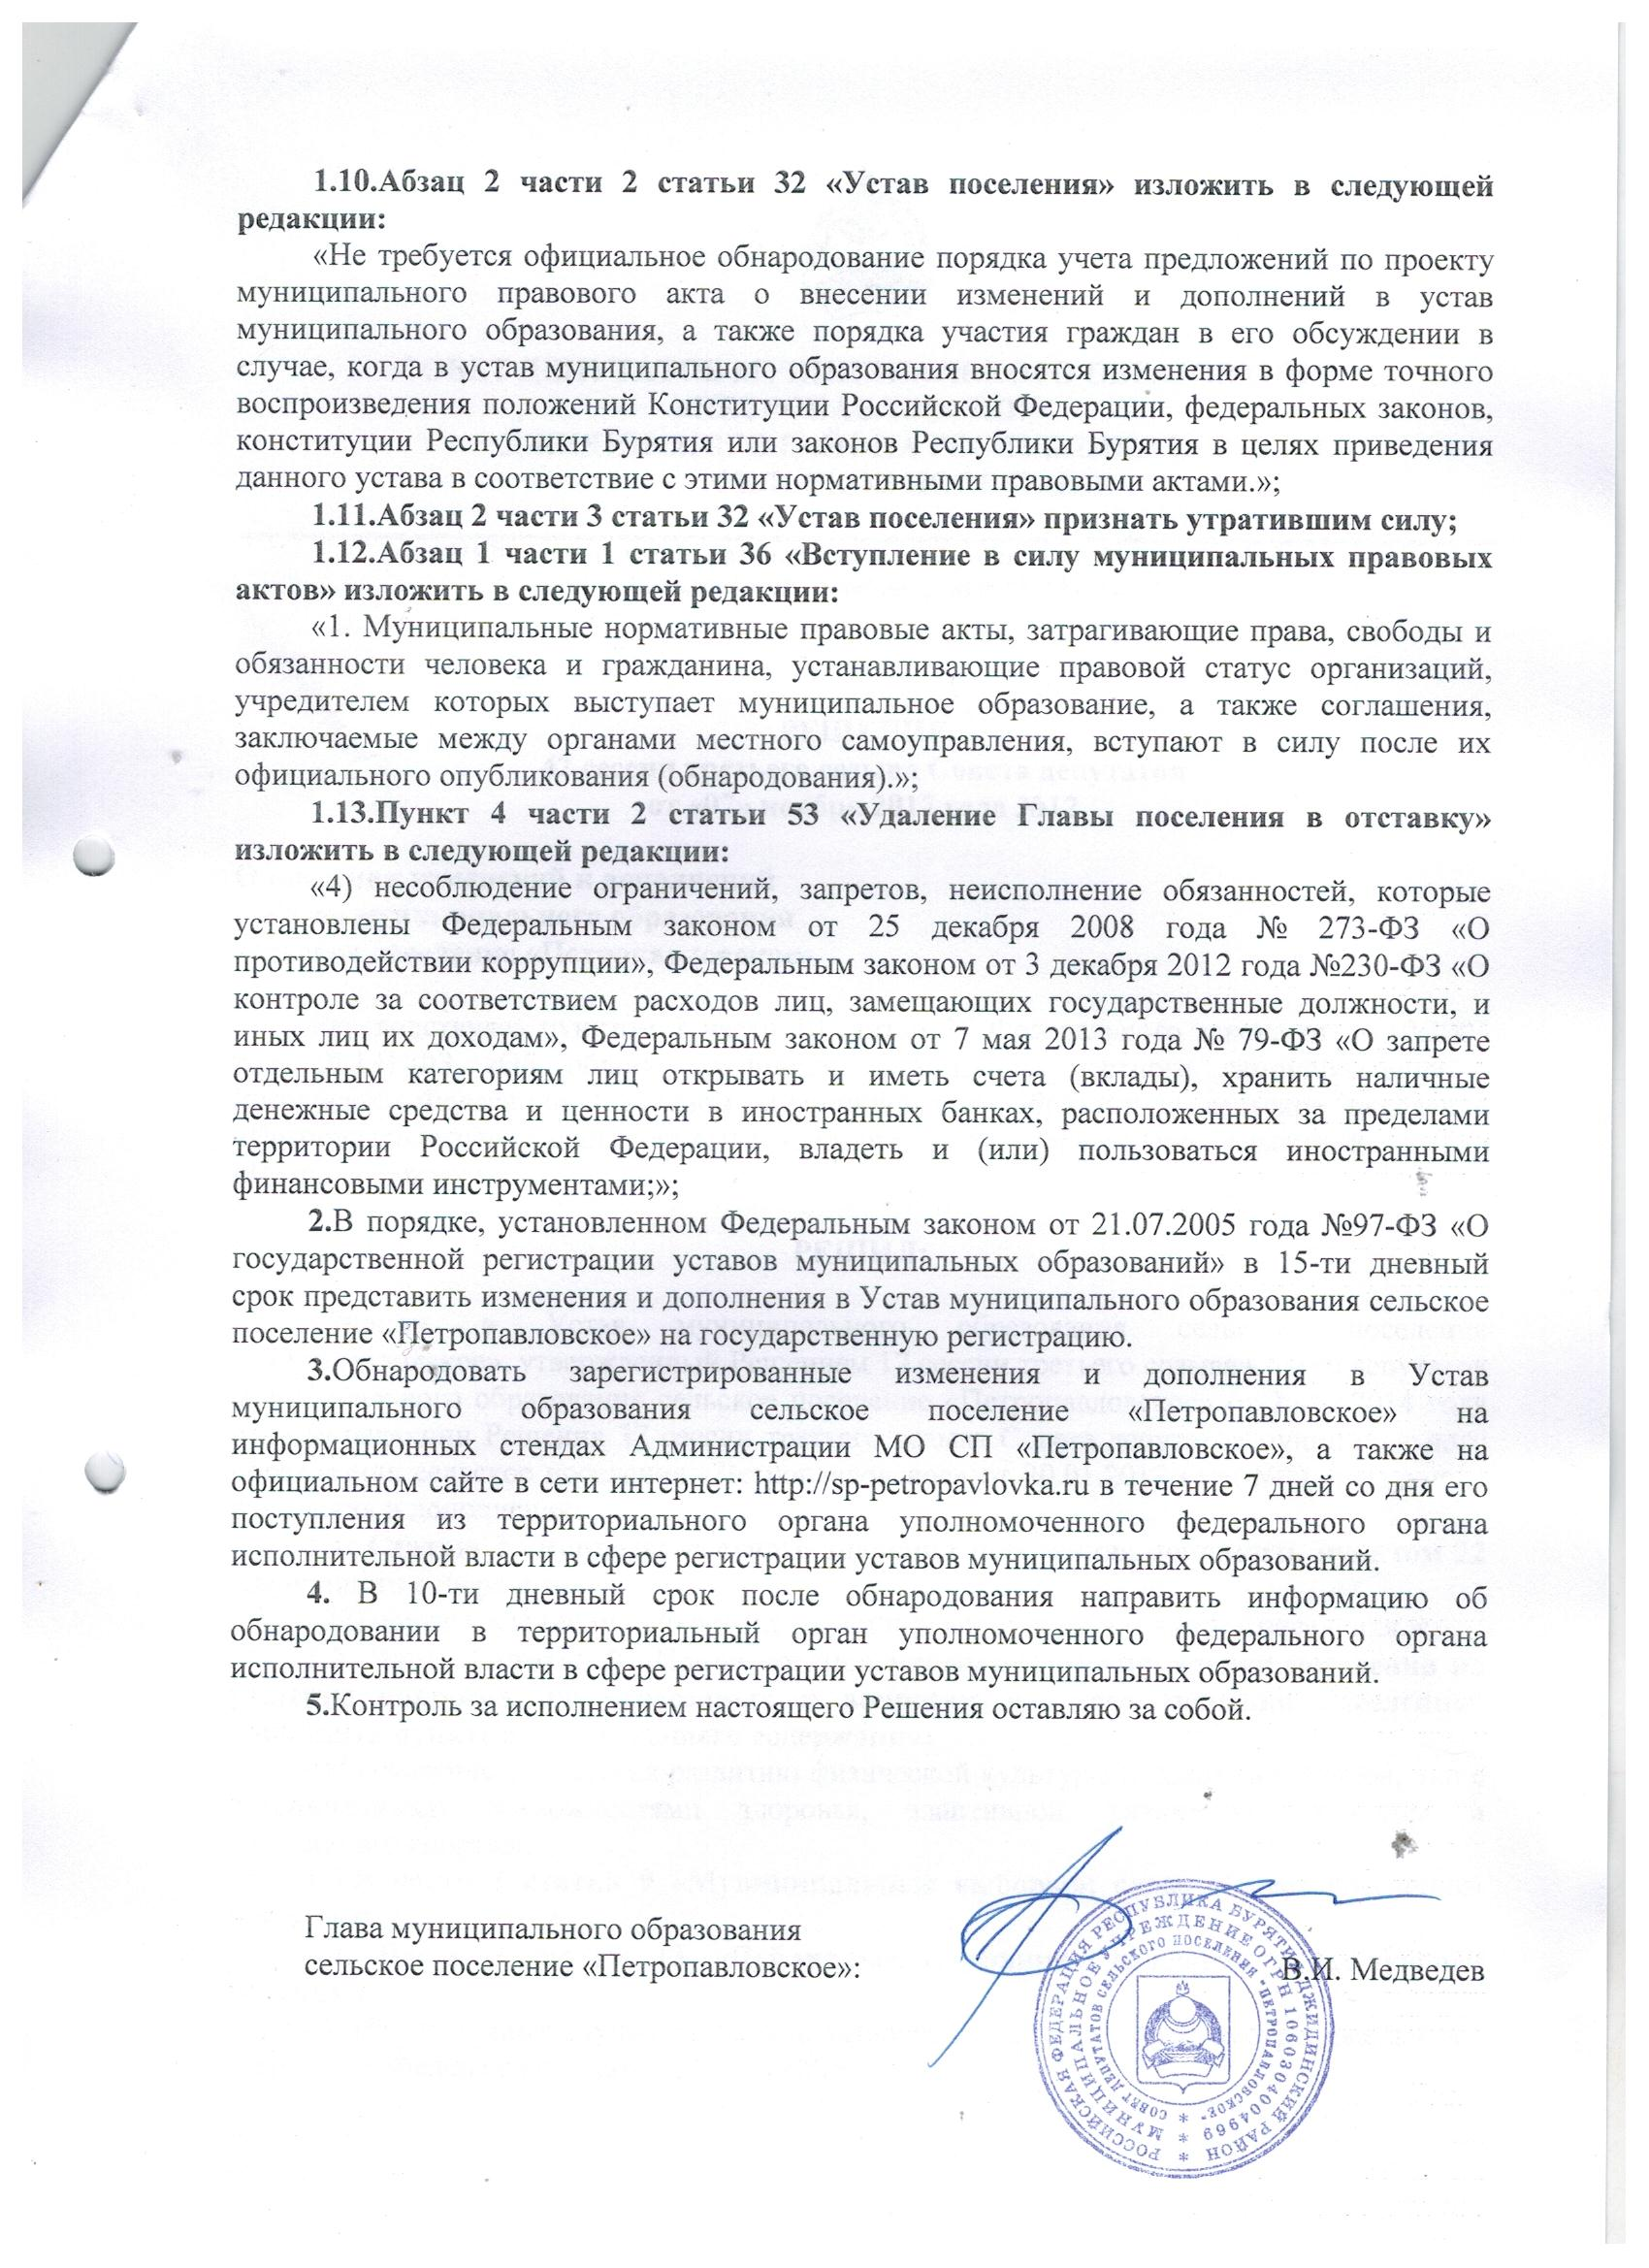 1.10.Абзац 2 части 2 статьи 32 «Устав поселения» изложить в следующей
редакции:
«Не требуется официальное обнародование порядка учета предложений по проекту
муниципального правового акта о внесении изменений и дополнений в устав
муниципального образования, а также порядка участия граждан в его обсуждении в
случае, когда в устав муниципального образования вносятся изменения в форме точного
воспроизведения положений Конституции Российской Федерации, федеральных законов,
конституции Республики Бурятия или законов Республики Бурятия в целях приведения
данного устава в соответствие с этими нормативными правовыми актами.»;
1.11.Абзац 2 части 3 статьи 32 «Устав поселения» признать утратившим силу;
1.12.Абзац 1 части 1 статьи 36 «Вступление в силу муниципальных правовых
актов» изложить в следующей редакции:
«1. Муниципальные нормативные правовые акты, затрагивающие права, свободы и
обязанности человека и гражданина, устанавливающие правовой статус организаций,
учредителем которых выступает муниципальное образование, а также соглашения,
заключаемые между органами местного самоуправления, вступают в силу после их
официального опубликования (обнародования).»;
1.13.Пункт 4 части 2 статьи 53 «Удаление Главы поселения в отставку»
изложить в следующей редакции:
«4) несоблюдение ограничений, запретов, неисполнение обязанностей, которые
установлены Федеральным законом от 25 декабря 2008 года № 273-ФЗ «О
противодействии коррупции», Федеральным законом от 3 декабря 2012 года №230-ФЗ «О
контроле за соответствием расходов лиц, замещающих государственные должности, и
иных лиц их доходам», Федеральным законом от 7 мая 2013 года № 79-ФЗ «О запрете
отдельным категориям лиц открывать и иметь счета (вклады), хранить наличные
денежные средства и ценности в иностранных банках, расположенных за пределами
территории Российской Федерации, владеть и (или) пользоваться иностранными
финансовыми инструментами;»;
2.В порядке, установленном Федеральным законом от 21.07.2005 года №97-ФЗ «О
государственной регистрации уставов муниципальных образований» в 15-ти дневный
срок представить изменения и дополнения в Устав муниципального образования сельское
поселение «Петропавловское» на государственную регистрацию.
3.Обнародовать зарегистрированные изменения и дополнения в Устав
муниципального образования сельское поселение «Петропавловское» на
информационных стендах Администрации МО СП «Петропавловское», а также на
официальном сайте в сети интернет: http://sp-petropavlovka.ru в течение 7 дней со дня его
поступления из территориального органа уполномоченного федерального органа
исполнительной власти в сфере регистрации уставов муниципальных образований.
4. В 10-ти дневный срок после обнародования направить информацию об
обнародовании в территориальный орган уполномоченного федерального органа
исполнительной власти в сфере регистрации уставов муниципальных образований.
5.Контроль за исполнением настоящего Решения оставляю за собой.
Глава муниципального образования
сельское поселение «Петропавловское»:
В.И. Медведев
РОССИЙСКАЯ ФЕДЕРАЦИЯ РЕСПУБЛИКА БУРЯТИЯ ДЖИДИНСКИЙ РАЙОН
МУНИЦИПАЛЬНОЕ УЧРЕЖДЕНИЕ ОГРН 1060304004969
СОВЕТ ДЕПУТАТОВ СЕЛЬСКОГО ПОСЕЛЕНИЯ "ПЕТРОПАВЛОВСКОЕ"